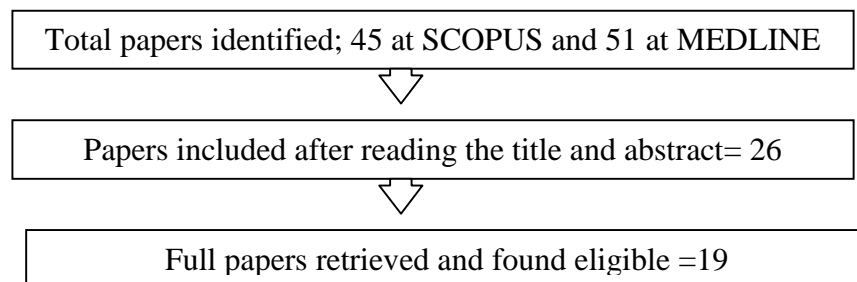 Total papers identified; 45 at SCOPUS and 51 at MEDLINE
Papers included after reading the title and abstract= 26
Full papers retrieved and found eligible =19